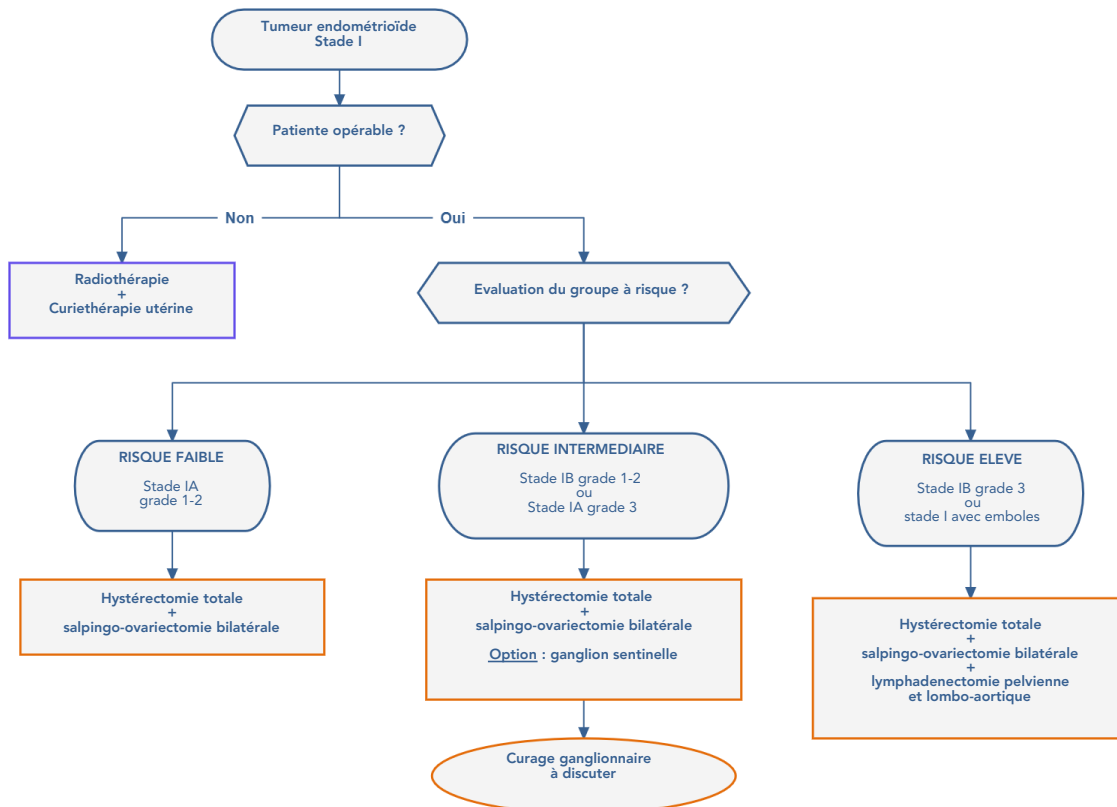 Tumeur endométrioïde
Stade I
Patiente opérable ?
Non
Oui
Radiothérapie
+
Curiethérapie utérine
Evaluation du groupe à risque ?
RISQUE FAIBLE
Stade IA
grade 1-2
RISQUE INTERMEDIAIRE
Stade IB grade 1-2
ou
Stade IA grade 3
RISQUE ELEVE
Stade IB grade 3
ou
stade I avec emboles
Hystérectomie totale
+
salpingo-ovariectomie bilatérale
Hystérectomie totale
+
salpingo-ovariectomie bilatérale
Option : ganglion sentinelle
Hystérectomie totale
+
salpingo-ovariectomie bilatérale
+
lymphadenectomie pelvienne
et lombo-aortique
Curage ganglionnaire
à discuter